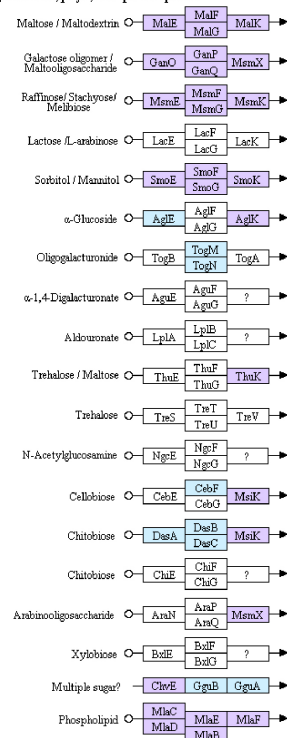 Maltose / Maltodextrin MalE MalF MalK
MalG
Galactose oligomer / GanO GanP MsmX
Maltooligosaccharide GanQ
Raffinose/ Stachyose/ MsmE MsmF MsmK
Melibiose MsmG
Lactose /L-arabinose LacE LacF LacK
LacG
Sorbitol / Mannitol SmoE SmoF SmoK
SmoG
α-Glucoside AglE AglF AglK
AglG
Oligogalacturonide TogB TogM TogA
TogN
α-1,4-Digalacturonate AguE AguF ?
AguG
Aldouronate LplA LplB ?
LplC
Trehalose / Maltose ThuE ThuF ThuK
ThuG
Trehalose TreS TreT TreV
TreU
N-Acetylglucosamine NgcE NgcF ?
NgcG
Cellobiose CebE CebF MsiK
CebG
Chitobiose DasA DasB MsiK
DasC
Chitobiose ChiE ChiF ?
ChiG
Arabinooligosaccharide AraN AraP MsmX
AraQ
Xylobiose BxlE BxlF ?
BxlG
Multiple sugar? ChvE GguB GguA
Phospholipid MlaC MlaE MlaF
MlaD MlaB